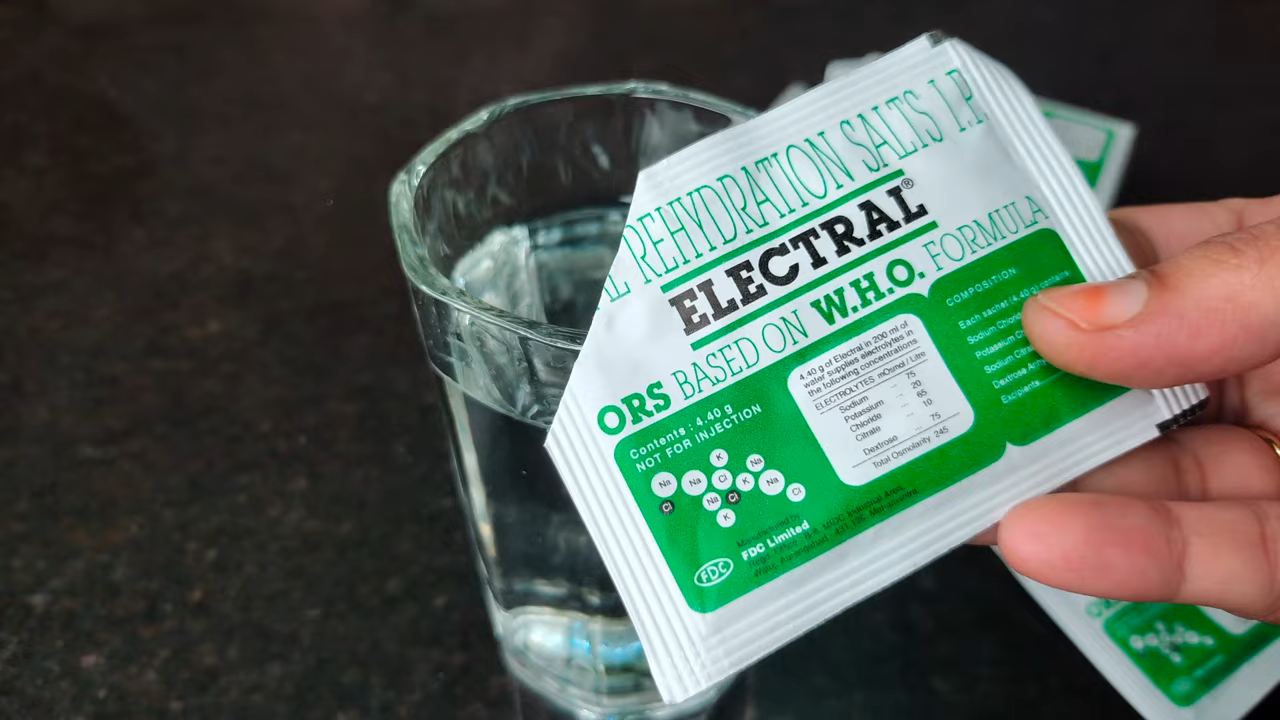 L REHYDRATION SALTS I.P
ELECTRAL®
ORS BASED ON W.H.O. FORMULA
Contents : 4.40 g
NOT FOR INJECTION
K
Na
Na
Na
Cl
K
Na
Cl
Na
Cl
Cl
K
Manufactured by
FDC Limited
FDC
4.40 g of Electral in 200 ml of
water supplies electrolytes in
the following concentrations
ELECTROLYTES mOsmol / Litre
Sodium ... 75
Potassium ... 20
Chloride ... 65
Citrate ... 10
Dextrose ... 75
Total Osmolarity 245
COMPOSITION:
Each sachet (4.40 g) contains:
Sodium Chlorid
Potassium Ch
Sodium Citra
Dextrose Anh
Excipients